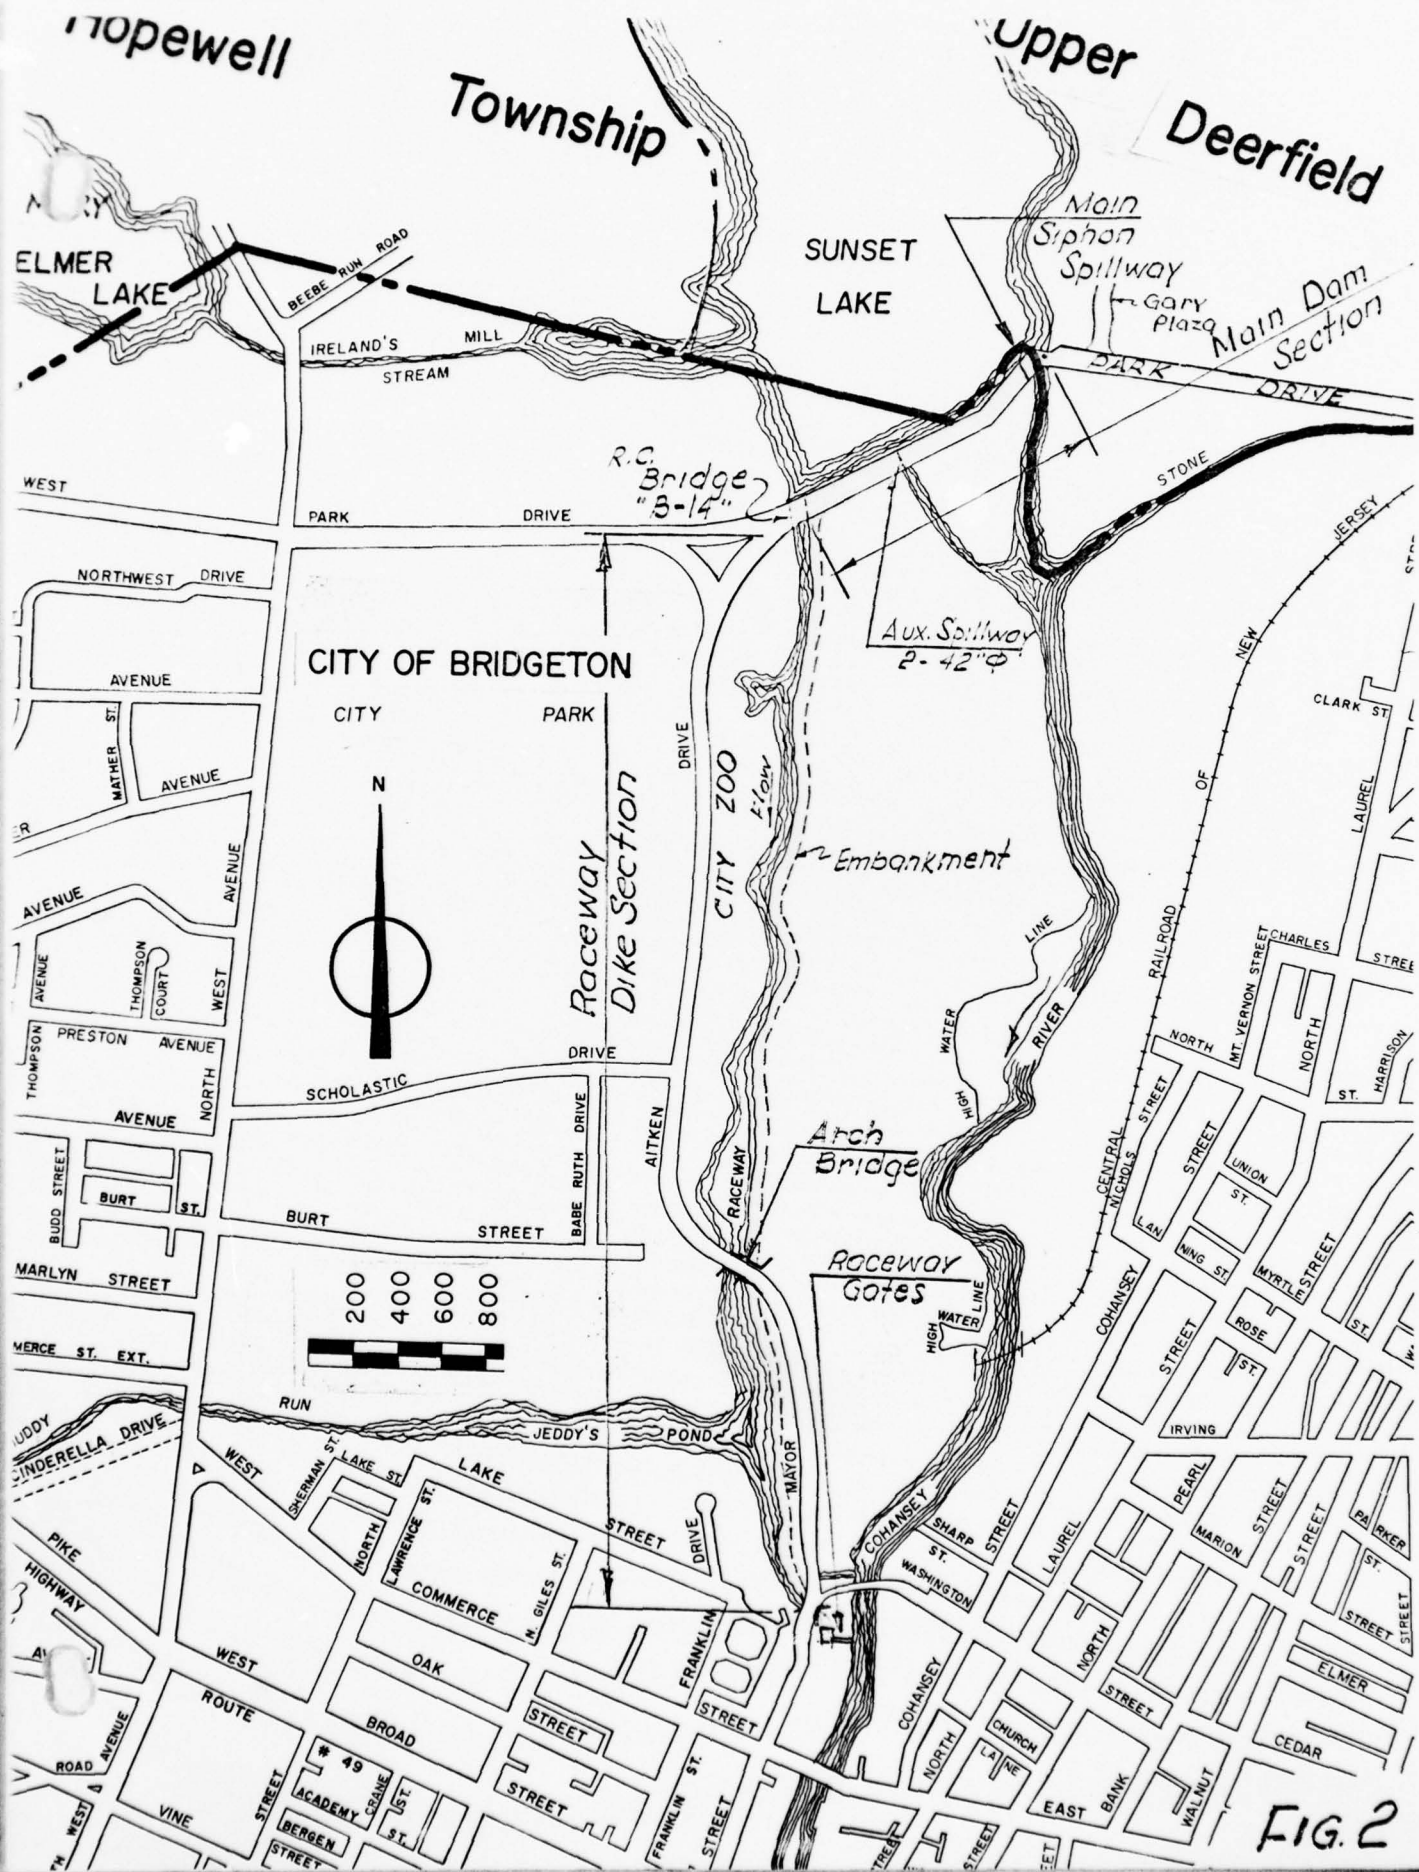 Hopewell
Township
Upper
Deerfield
ELMER
LAKE
BEEBE RUN ROAD
IRELAND'S MILL
STREAM
SUNSET
LAKE
Main
Siphon
Spillway
Gary
Plaza
Main Dam
Section
PARK DRIVE
STONE
R.C.
Bridge
"B-14"
WEST
PARK DRIVE
NORTHWEST DRIVE
NEW JERSEY
CITY OF BRIDGETON
CITY PARK
Aux. Spillway
2-42"Φ
AVENUE
MATHER ST.
AVENUE
CLARK ST.
LAUREL
DRIVE
CITY ZOO
Flow
N
Raceway
Dike Section
Embankment
OF
RAILROAD
AVENUE
AVENUE
AVENUE
THOMPSON
COURT
WEST
LINE
WATER
HIGH
RIVER
MT. VERNON STREET
CHARLES
NORTH
THOMPSON
PRESTON AVENUE
SCHOLASTIC DRIVE
NORTH
HARRISON
ST.
AVENUE
NORTH
BABE RUTH DRIVE
AITKEN
RACEWAY
Arch
Bridge
CENTRAL
NICHOLS STREET
STREET
UNION
ST.
BUDD STREET
BURT ST.
BURT STREET
LANNING ST.
MYRTLE STREET
MARLYN STREET
200
400
600
800
Raceway
Gates
HIGH
WATER
LINE
COHANSEY
STREET
ROSE
ST.
ST.
MERCE ST. EXT.
RUN
JEDDY'S POND
CINDERELLA DRIVE
IRVING
WEST
SHERMAN ST.
LAKE ST.
LAKE
STREET
MAYOR
NORTH
LAWRENCE ST.
COMMERCE
N. GILES ST.
DRIVE
COHANSEY
SHARP
ST.
WASHINGTON
STREET
LAUREL
PEARL
MARION
STREET
STREET
PARKER
ST.
STREET
STREET
PIKE
HIGHWAY
WEST
OAK
FRANKLIN
ELMER
ROUTE
BROAD
STREET
STREET
COHANSEY
NORTH
NORTH
STREET
CHURCH
LANE
CEDAR
ROAD
AVENUE
# 49
ACADEMY
CRANE
ST.
ST.
STREET
FRANKLIN ST.
STREET
EAST
BANK
WALNUT
VINE
STREET
BERGEN
STREET
WEST
STREET
FIG. 2